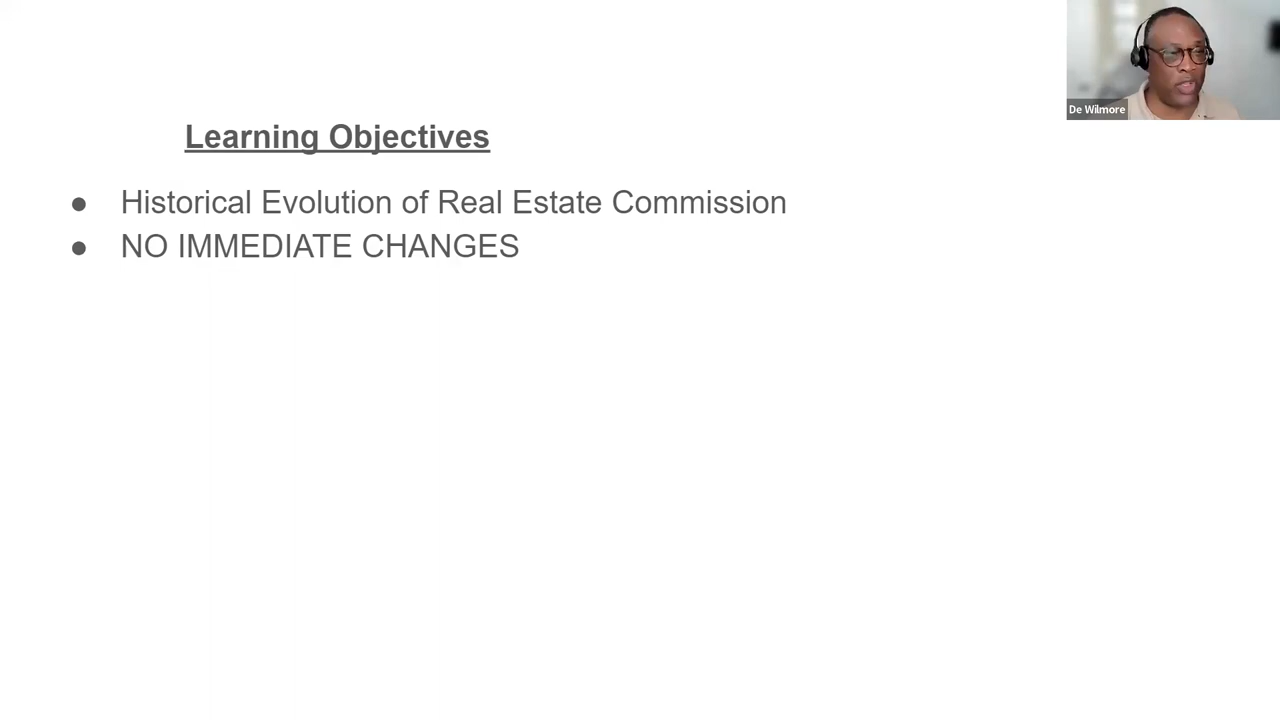 De Wilmore
Learning Objectives
● Historical Evolution of Real Estate Commission
● NO IMMEDIATE CHANGES